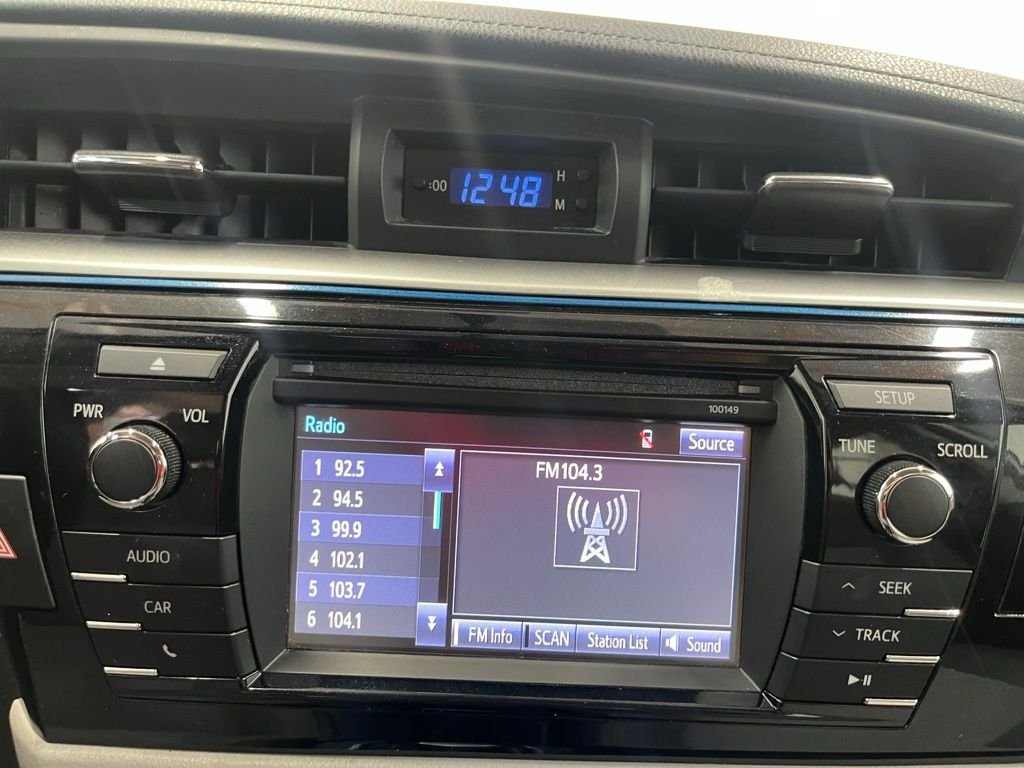 :00 12 48 H
M
PWR VOL
AUDIO
CAR
100149
Radio Source
1 92.5
2 94.5
3 99.9
4 102.1
5 103.7
6 104.1
FM104.3
FM Info SCAN Station List Sound
SETUP
TUNE SCROLL
SEEK
TRACK